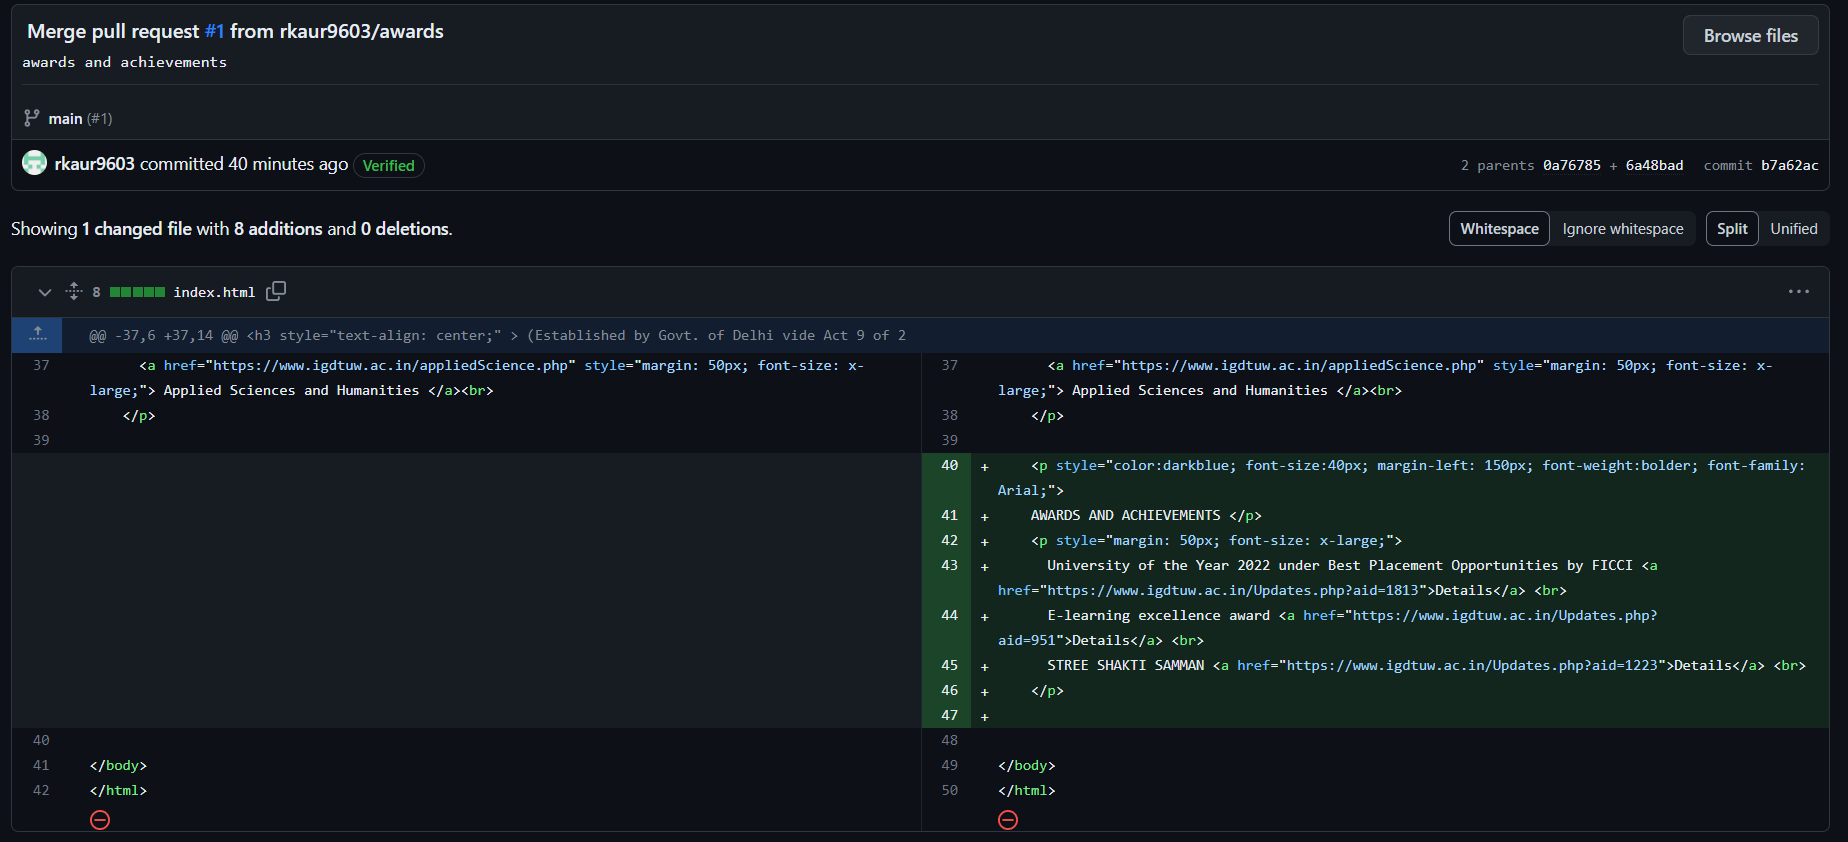 Merge pull request #1 from rkaur9603/awards
Browse files
awards and achievements
main (#1)
rkaur9603 committed 40 minutes ago Verified
2 parents 0a76785 + 6a48bad commit b7a62ac
Showing 1 changed file with 8 additions and 0 deletions.
Whitespace Ignore whitespace Split Unified
8 index.html
@@ -37,6 +37,14 @@ <h3 style="text-align: center;" > (Established by Govt. of Delhi vide Act 9 of 2
37 <a href="https://www.igdtuw.ac.in/appliedScience.php" style="margin: 50px; font-size: x-
large;"> Applied Sciences and Humanities </a><br>
38 </p>
39
40
41 </body>
42 </html>
37 <a href="https://www.igdtuw.ac.in/appliedScience.php" style="margin: 50px; font-size: x-
large;"> Applied Sciences and Humanities </a><br>
38 </p>
39
40 + <p style="color:darkblue; font-size:40px; margin-left: 150px; font-weight:bolder; font-family:
Arial;">
41 + AWARDS AND ACHIEVEMENTS </p>
42 + <p style="margin: 50px; font-size: x-large;">
43 + University of the Year 2022 under Best Placement Opportunities by FICCI <a
href="https://www.igdtuw.ac.in/Updates.php?aid=1813">Details</a> <br>
44 + E-learning excellence award <a href="https://www.igdtuw.ac.in/Updates.php?
aid=951">Details</a> <br>
45 + STREE SHAKTI SAMMAN <a href="https://www.igdtuw.ac.in/Updates.php?aid=1223">Details</a> <br>
46 + </p>
47 +
48
49 </body>
50 </html>